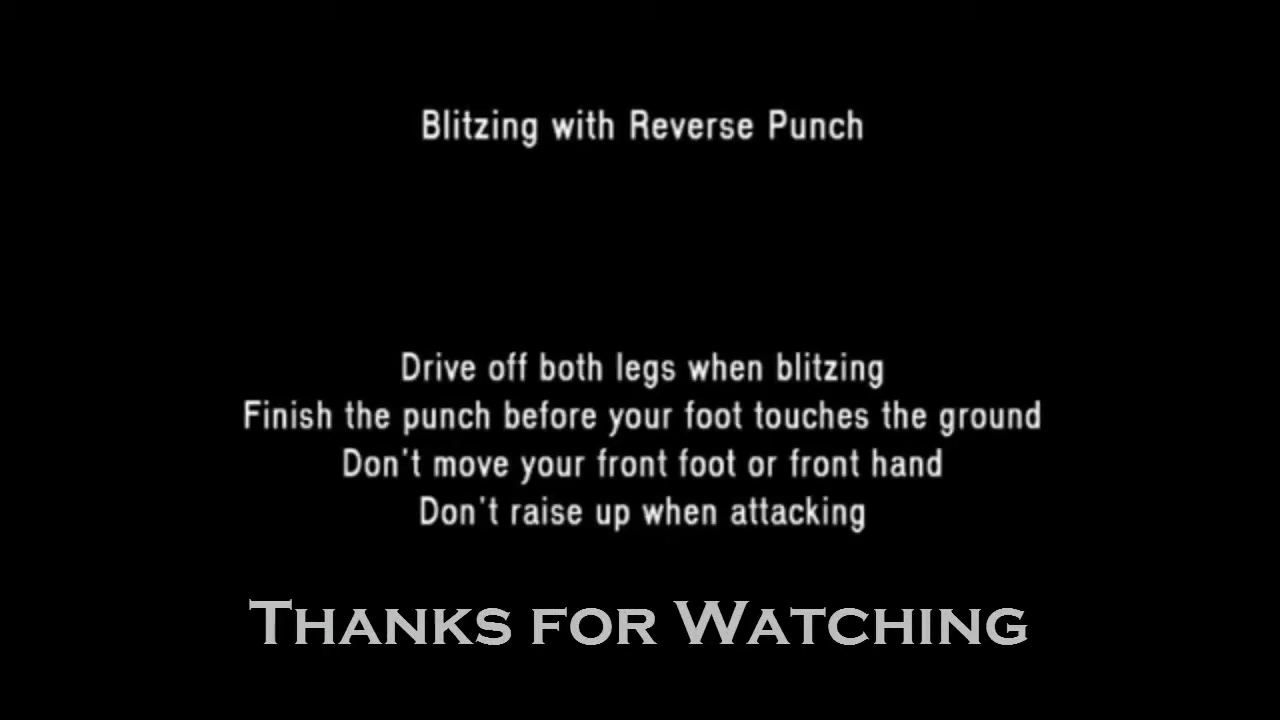 Blitzing with Reverse Punch
Drive off both legs when blitzing
Finish the punch before your foot touches the ground
Don't move your front foot or front hand
Don't raise up when attacking
THANKS FOR WATCHING